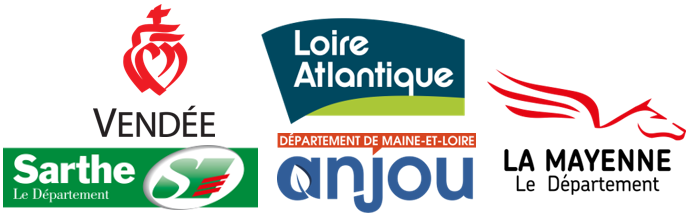 VENDÉE
Loire
Atlantique
Sarthe
Le Département
DÉPARTEMENT DE MAINE-ET-LOIRE
anjou
LA MAYENNE
Le Département